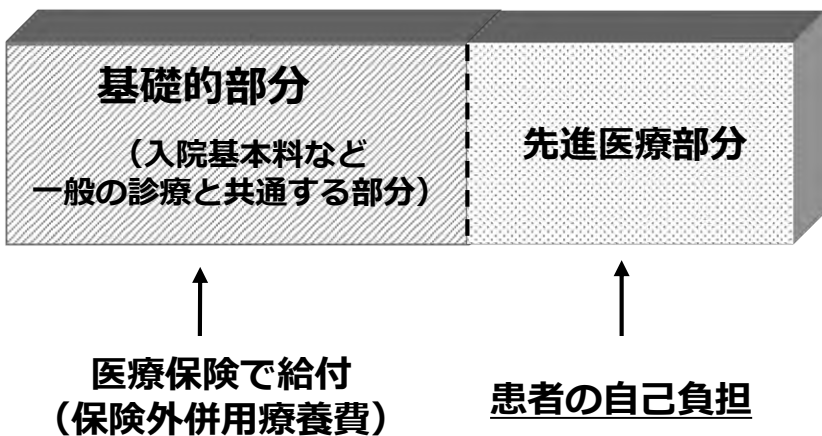 基礎的部分
（入院基本料など
一般の診療と共通する部分）
先進医療部分
医療保険で給付
（保険外併用療養費）
患者の自己負担